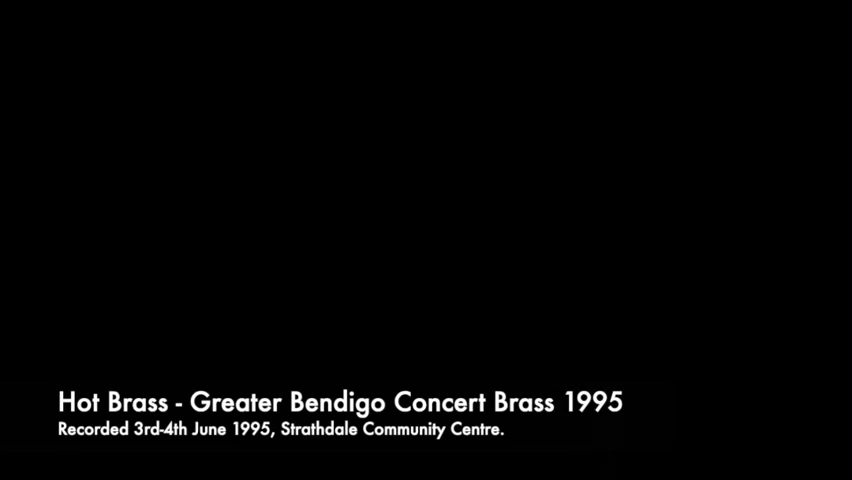 Hot Brass - Greater Bendigo Concert Brass 1995
Recorded 3rd-4th June 1995, Strathdale Community Centre.